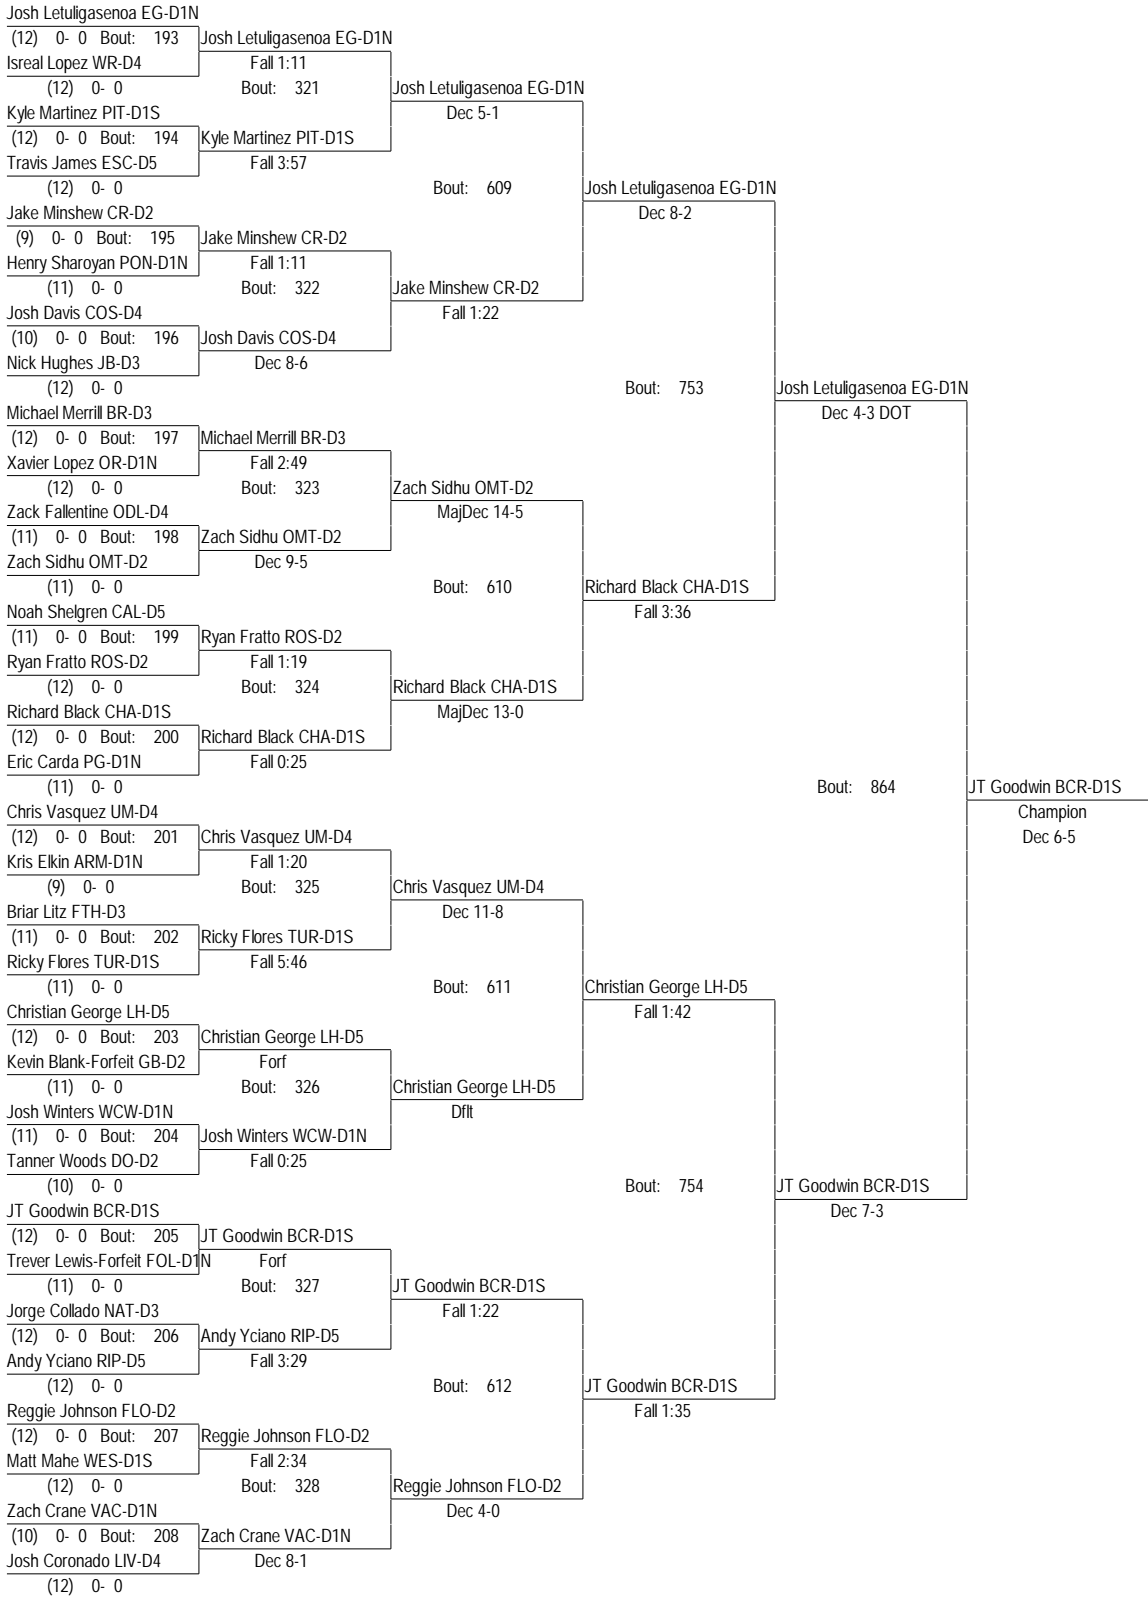 Josh Letuligasenoa EG-D1N
(12) 0- 0 Bout: 193 Josh Letuligasenoa EG-D1N
Isreal Lopez WR-D4 Fall 1:11
(12) 0- 0 Bout: 321 Josh Letuligasenoa EG-D1N
Kyle Martinez PIT-D1S Dec 5-1
(12) 0- 0 Bout: 194 Kyle Martinez PIT-D1S
Travis James ESC-D5 Fall 3:57
(12) 0- 0 Bout: 609 Josh Letuligasenoa EG-D1N
Jake Minshew CR-D2 Dec 8-2
(9) 0- 0 Bout: 195 Jake Minshew CR-D2
Henry Sharoyan PON-D1N Fall 1:11
(11) 0- 0 Bout: 322 Jake Minshew CR-D2
Josh Davis COS-D4 Fall 1:22
(10) 0- 0 Bout: 196 Josh Davis COS-D4
Nick Hughes JB-D3 Dec 8-6
(12) 0- 0 Bout: 753 Josh Letuligasenoa EG-D1N
Michael Merrill BR-D3 Dec 4-3 DOT
(12) 0- 0 Bout: 197 Michael Merrill BR-D3
Xavier Lopez OR-D1N Fall 2:49
(12) 0- 0 Bout: 323 Zach Sidhu OMT-D2
Zack Fallentine ODL-D4 MajDec 14-5
(11) 0- 0 Bout: 198 Zach Sidhu OMT-D2
Zach Sidhu OMT-D2 Dec 9-5
(11) 0- 0 Bout: 610 Richard Black CHA-D1S
Noah Shelgren CAL-D5 Fall 3:36
(11) 0- 0 Bout: 199 Ryan Fratto ROS-D2
Ryan Fratto ROS-D2 Fall 1:19
(12) 0- 0 Bout: 324 Richard Black CHA-D1S
Richard Black CHA-D1S MajDec 13-0
(12) 0- 0 Bout: 200 Richard Black CHA-D1S
Eric Carda PG-D1N Fall 0:25
(11) 0- 0 Bout: 864 JT Goodwin BCR-D1S
Chris Vasquez UM-D4 Champion
(12) 0- 0 Bout: 201 Chris Vasquez UM-D4 Dec 6-5
Kris Elkin ARM-D1N Fall 1:20
(9) 0- 0 Bout: 325 Chris Vasquez UM-D4
Briar Litz FTH-D3 Dec 11-8
(11) 0- 0 Bout: 202 Ricky Flores TUR-D1S
Ricky Flores TUR-D1S Fall 5:46
(11) 0- 0 Bout: 611 Christian George LH-D5
Christian George LH-D5 Fall 1:42
(12) 0- 0 Bout: 203 Christian George LH-D5
Kevin Blank-Forfeit GB-D2 Forf
(11) 0- 0 Bout: 326 Christian George LH-D5
Josh Winters WCW-D1N Dflt
(11) 0- 0 Bout: 204 Josh Winters WCW-D1N
Tanner Woods DO-D2 Fall 0:25
(10) 0- 0 Bout: 754 JT Goodwin BCR-D1S
JT Goodwin BCR-D1S Dec 7-3
(12) 0- 0 Bout: 205 JT Goodwin BCR-D1S
Trever Lewis-Forfeit FOL-D1N Forf
(11) 0- 0 Bout: 327 JT Goodwin BCR-D1S
Jorge Collado NAT-D3 Fall 1:22
(12) 0- 0 Bout: 206 Andy Yciano RIP-D5
Andy Yciano RIP-D5 Fall 3:29
(12) 0- 0 Bout: 612 JT Goodwin BCR-D1S
Reggie Johnson FLO-D2 Fall 1:35
(12) 0- 0 Bout: 207 Reggie Johnson FLO-D2
Matt Mahe WES-D1S Fall 2:34
(12) 0- 0 Bout: 328 Reggie Johnson FLO-D2
Zach Crane VAC-D1N Dec 4-0
(10) 0- 0 Bout: 208 Zach Crane VAC-D1N
Josh Coronado LIV-D4 Dec 8-1
(12) 0- 0